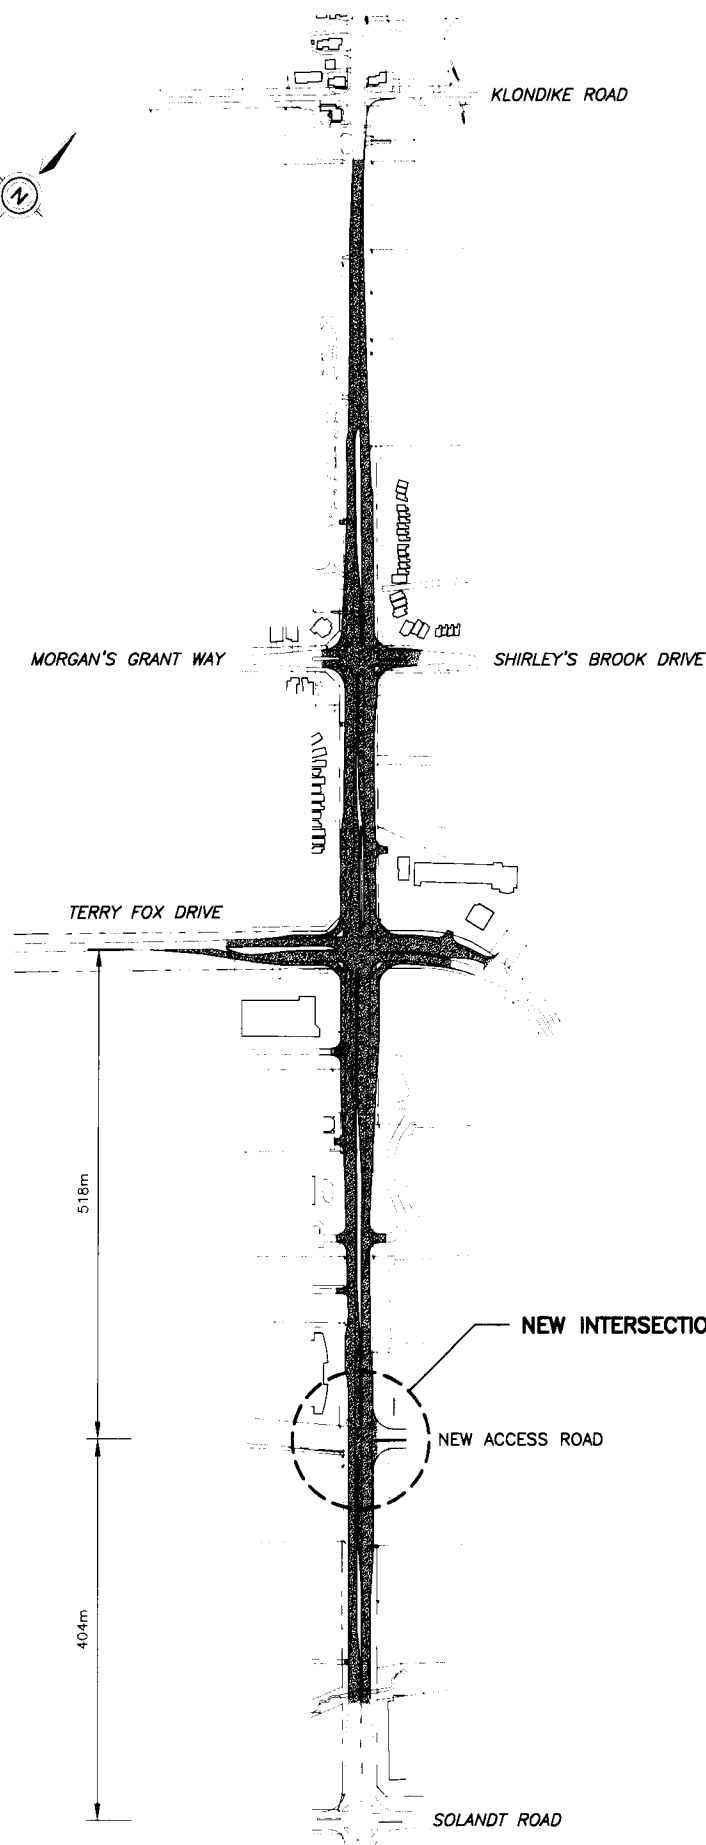 KLONDIKE ROAD
N
MORGAN'S GRANT WAY
SHIRLEY'S BROOK DRIVE
TERRY FOX DRIVE
518m
NEW INTERSECTIO
NEW ACCESS ROAD
404m
SOLANDT ROAD